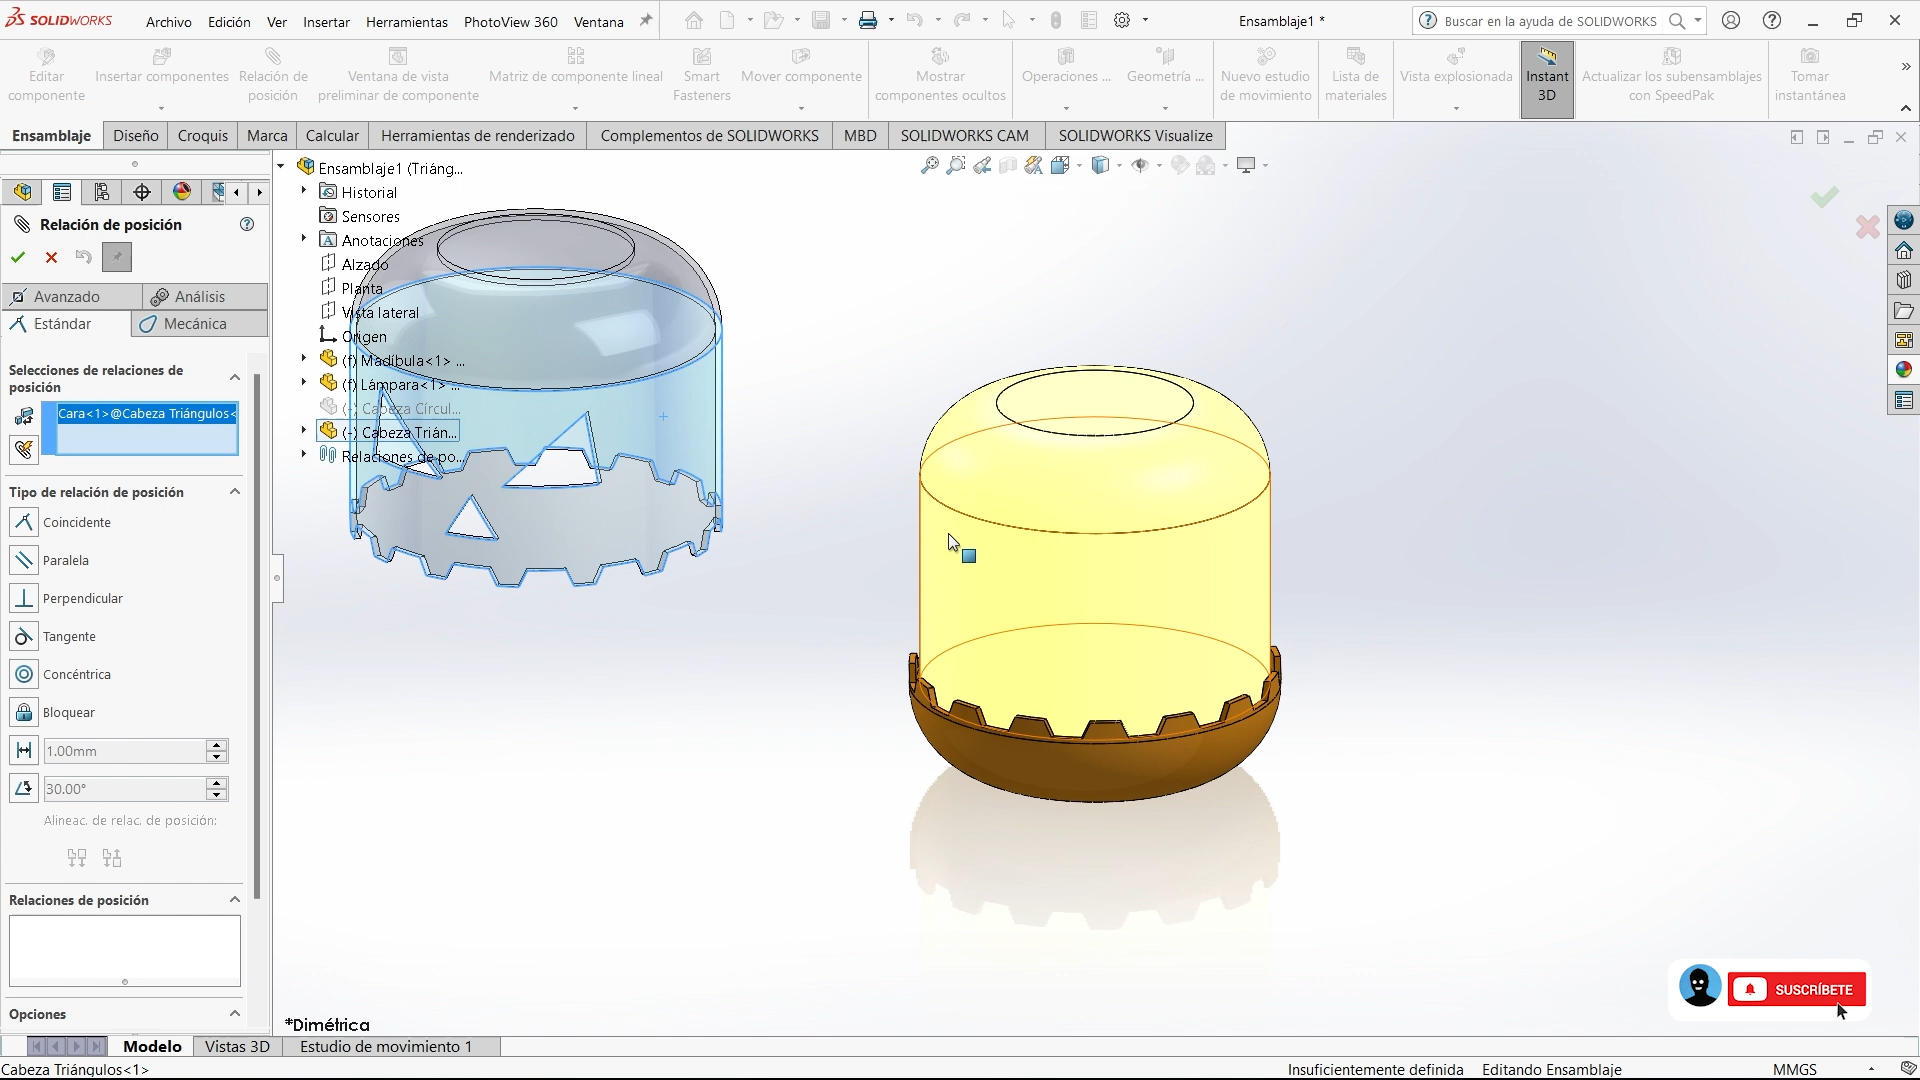 SOLIDWORKS Archivo Edición Ver Insertar Herramientas PhotoView 360 Ventana Ensamblaje1 * Buscar en la ayuda de SOLIDWORKS
Editar componente
Insertar componentes
Relación de posición
Ventana de vista preliminar de componente
Matriz de componente lineal
Smart Fasteners
Mover componente
Mostrar componentes ocultos
Operaciones ...
Geometría ...
Nuevo estudio de movimiento
Lista de materiales
Vista explosionada
Instant 3D
Actualizar los subensamblajes con SpeedPak
Tomar instantánea
Ensamblaje Diseño Croquis Marca Calcular Herramientas de renderizado Complementos de SOLIDWORKS MBD SOLIDWORKS CAM SOLIDWORKS Visualize
Relación de posición
Avanzado Análisis
Estándar Mecánica
Selecciones de relaciones de posición
Cara<1>@Cabeza Triángulos<
Tipo de relación de posición
Coincidente
Paralela
Perpendicular
Tangente
Concéntrica
Bloquear
1.00mm
30.00°
Alineac. de relac. de posición:
Relaciones de posición
Opciones
Ensamblaje1 (Triáng...
Historial
Sensores
Anotaciones
Alzado
Planta
Vista lateral
Origen
(f) Madíbula<1> ...
(f) Lámpara<1> ...
(-) Cabeza Círcul...
(-) Cabeza Trián...
Relaciones de po...
*Dimétrica
SUSCRÍBETE
Modelo Vistas 3D Estudio de movimiento 1
Cabeza Triángulos<1> Insuficientemente definida Editando Ensamblaje MMGS